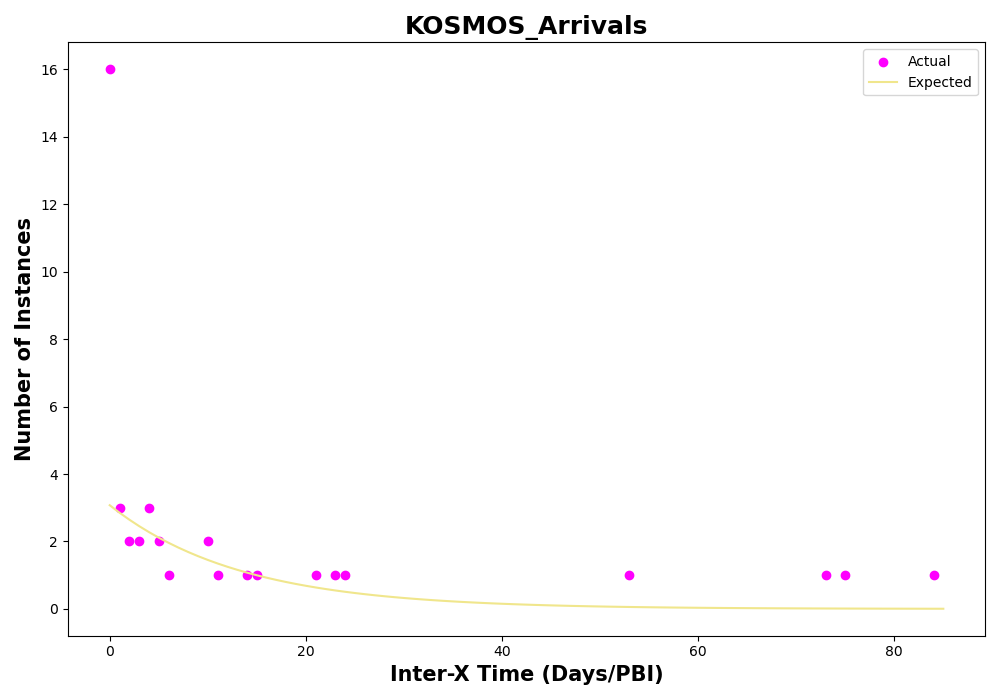 KOSMOS_Arrivals
Actual
Expected
Number of Instances
16
14
12
10
8
6
4
2
0
0 20 40 60 80
Inter-X Time (Days/PBI)